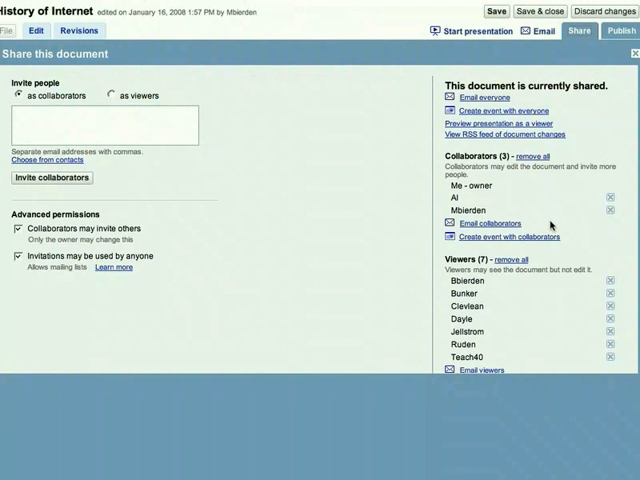 History of Internet edited on January 16, 2008 1:57 PM by Mbierden
Save Save & close Discard changes
File Edit Revisions Start presentation Email Share Publish
Share this document
Invite people
as collaborators as viewers
Separate email addresses with commas.
Choose from contacts
Invite collaborators
Advanced permissions
Collaborators may invite others
Only the owner may change this
Invitations may be used by anyone
Allows mailing lists Learn more
This document is currently shared.
Email everyone
Create event with everyone
Preview presentation as a viewer
View RSS feed of document changes
Collaborators (3) - remove all
Collaborators may edit the document and invite more
people.
Me - owner
Al
Mbierden
Email collaborators
Create event with collaborators
Viewers (7) - remove all
Viewers may see the document but not edit it.
Bbierden
Bunker
Clevlean
Dayle
Jellstrom
Ruden
Teach40
Email viewers